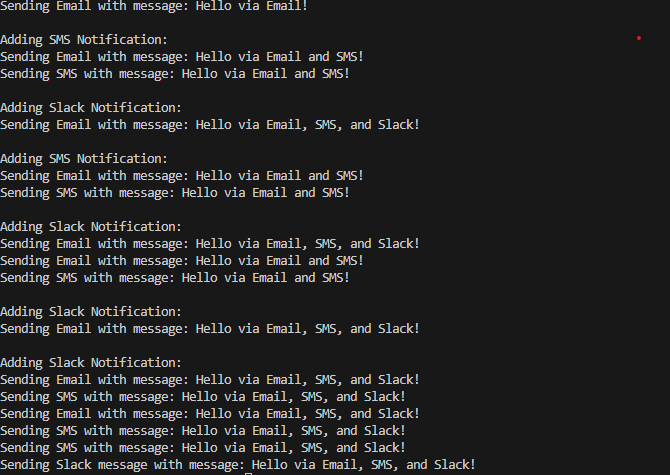 Sending Email with message: Hello via Email!
Adding SMS Notification:
Sending Email with message: Hello via Email and SMS!
Sending SMS with message: Hello via Email and SMS!
Adding Slack Notification:
Sending Email with message: Hello via Email, SMS, and Slack!
Adding SMS Notification:
Sending Email with message: Hello via Email and SMS!
Sending SMS with message: Hello via Email and SMS!
Adding Slack Notification:
Sending Email with message: Hello via Email, SMS, and Slack!
Sending Email with message: Hello via Email and SMS!
Sending SMS with message: Hello via Email and SMS!
Adding Slack Notification:
Sending Email with message: Hello via Email, SMS, and Slack!
Adding Slack Notification:
Sending Email with message: Hello via Email, SMS, and Slack!
Sending SMS with message: Hello via Email, SMS, and Slack!
Sending Email with message: Hello via Email, SMS, and Slack!
Sending SMS with message: Hello via Email, SMS, and Slack!
Sending SMS with message: Hello via Email, SMS, and Slack!
Sending Slack message with message: Hello via Email, SMS, and Slack!